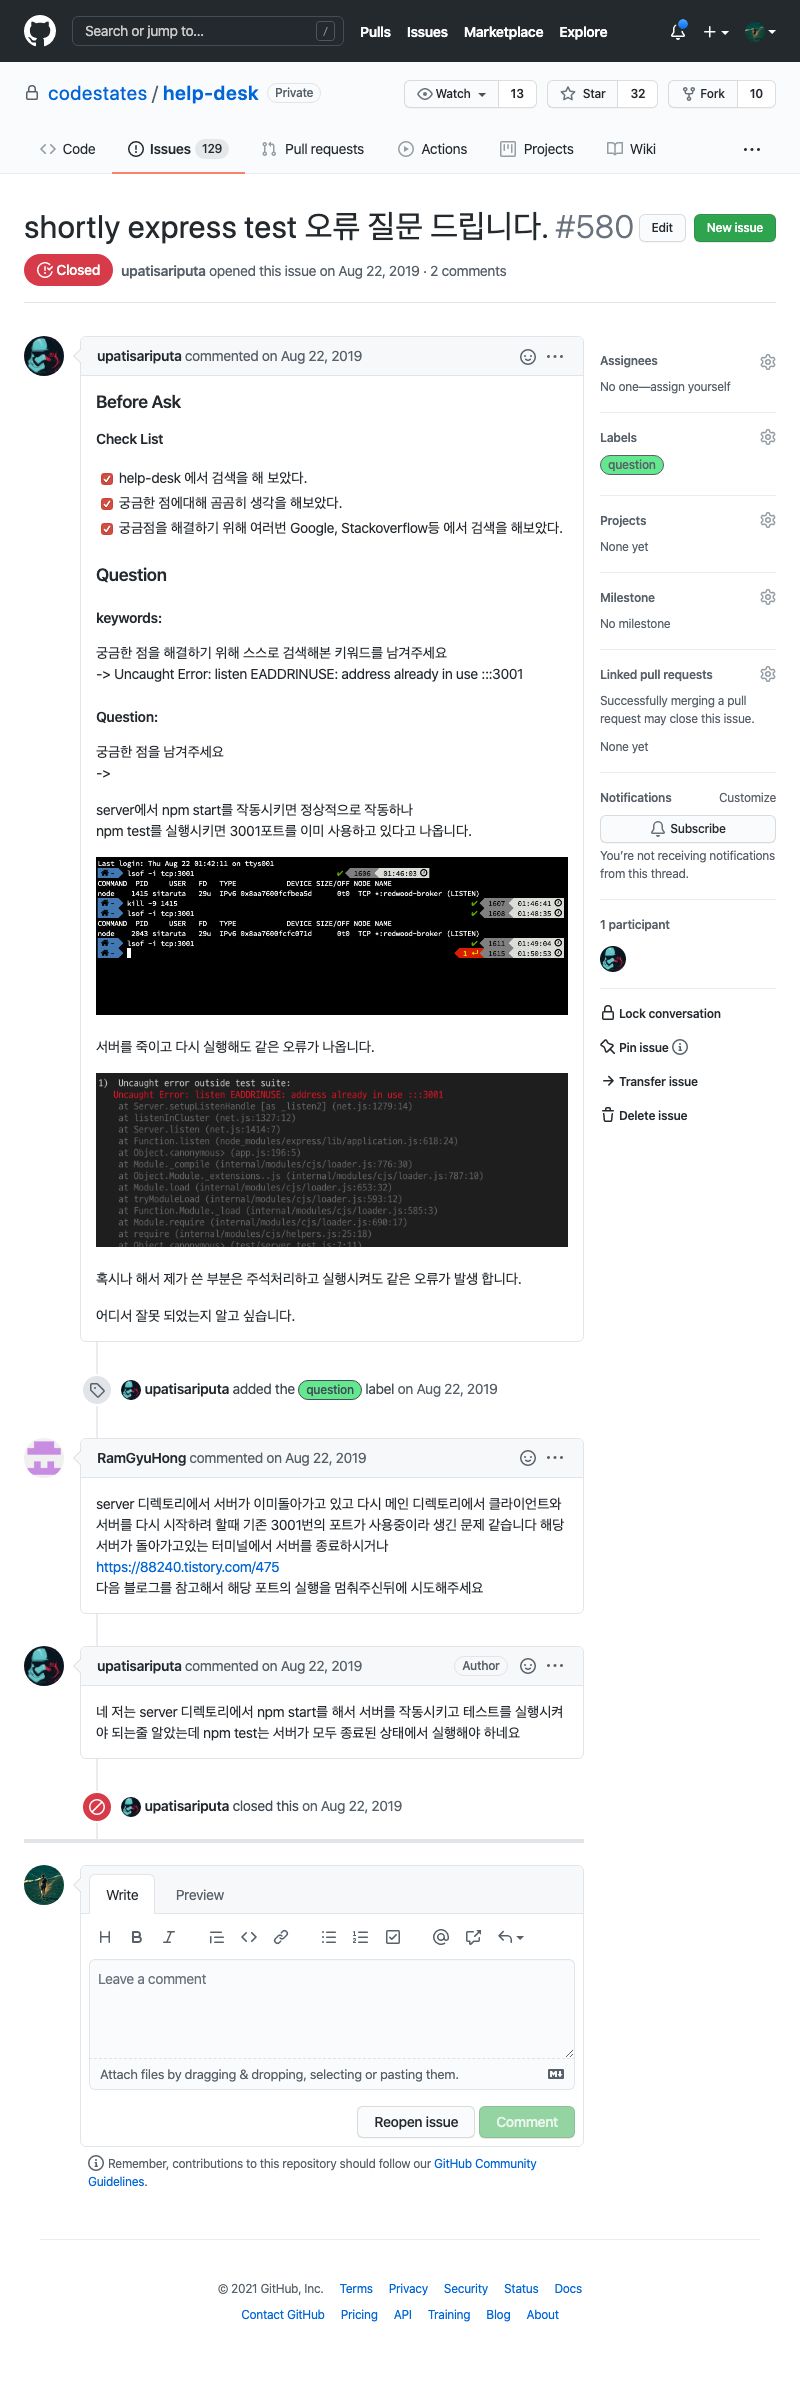 Search or jump to... /
Pulls Issues Marketplace Explore
codestates / help-desk Private
Watch 13 Star 32 Fork 10
Code Issues 129 Pull requests Actions Projects Wiki
shortly express test 오류 질문 드립니다. #580
Edit New issue
Closed upatisariputa opened this issue on Aug 22, 2019 · 2 comments
upatisariputa commented on Aug 22, 2019
Before Ask
Check List
help-desk 에서 검색을 해 보았다.
궁금한 점에대해 곰곰히 생각을 해보았다.
궁금점을 해결하기 위해 여러번 Google, Stackoverflow등 에서 검색을 해보았다.
Question
keywords:
궁금한 점을 해결하기 위해 스스로 검색해본 키워드를 남겨주세요
-> Uncaught Error: listen EADDRINUSE: address already in use :::3001
Question:
궁금한 점을 남겨주세요
->
server에서 npm start를 작동시키면 정상적으로 작동하나
npm test를 실행시키면 3001포트를 이미 사용하고 있다고 나옵니다.
Last login: Thu Aug 22 01:42:11 on ttys001
~ lsof -i tcp:3001 ✔ 1606 01:46:03
COMMAND PID USER FD TYPE DEVICE SIZE/OFF NODE NAME
node 1415 sitaruta 29u IPv6 0x8aa7600fcfbea5d 0t0 TCP *:redwood-broker (LISTEN)
~ kill -9 1415 ✔ 1607 01:46:41
~ lsof -i tcp:3001 ✔ 1608 01:48:35
COMMAND PID USER FD TYPE DEVICE SIZE/OFF NODE NAME
node 2043 sitaruta 29u IPv6 0x8aa7600fcfc071d 0t0 TCP *:redwood-broker (LISTEN)
~ lsof -i tcp:3001 ✔ 1611 01:49:04
~ 1 ↵ 1615 01:50:53
서버를 죽이고 다시 실행해도 같은 오류가 나옵니다.
1) Uncaught error outside test suite:
Uncaught Error: listen EADDRINUSE: address already in use :::3001
at Server.setupListenHandle [as _listen2] (net.js:1279:14)
at listenInCluster (net.js:1327:12)
at Server.listen (net.js:1414:7)
at Function.listen (node_modules/express/lib/application.js:618:24)
at Object.<anonymous> (app.js:196:5)
at Module._compile (internal/modules/cjs/loader.js:776:30)
at Object.Module._extensions..js (internal/modules/cjs/loader.js:787:10)
at Module.load (internal/modules/cjs/loader.js:653:32)
at tryModuleLoad (internal/modules/cjs/loader.js:593:12)
at Function.Module._load (internal/modules/cjs/loader.js:585:3)
at Module.require (internal/modules/cjs/loader.js:690:17)
at require (internal/modules/cjs/helpers.js:25:18)
at Object.<anonymous> (test/server_test.js:7:11)
혹시나 해서 제가 쓴 부분은 주석처리하고 실행시켜도 같은 오류가 발생 합니다.
어디서 잘못 되었는지 알고 싶습니다.
upatisariputa added the question label on Aug 22, 2019
RamGyuHong commented on Aug 22, 2019
server 디렉토리에서 서버가 이미돌아가고 있고 다시 메인 디렉토리에서 클라이언트와
서버를 다시 시작하려 할때 기존 3001번의 포트가 사용중이라 생긴 문제 같습니다 해당
서버가 돌아가고있는 터미널에서 서버를 종료하시거나
https://88240.tistory.com/475
다음 블로그를 참고해서 해당 포트의 실행을 멈춰주신뒤에 시도해주세요
upatisariputa commented on Aug 22, 2019 Author
네 저는 server 디렉토리에서 npm start를 해서 서버를 작동시키고 테스트를 실행시켜
야 되는줄 알았는데 npm test는 서버가 모두 종료된 상태에서 실행해야 하네요
upatisariputa closed this on Aug 22, 2019
Write Preview
Leave a comment
Attach files by dragging & dropping, selecting or pasting them.
Reopen issue Comment
Remember, contributions to this repository should follow our GitHub Community
Guidelines.
Assignees
No one—assign yourself
Labels
question
Projects
None yet
Milestone
No milestone
Linked pull requests
Successfully merging a pull
request may close this issue.
None yet
Notifications Customize
Subscribe
You're not receiving notifications
from this thread.
1 participant
Lock conversation
Pin issue
Transfer issue
Delete issue
© 2021 GitHub, Inc. Terms Privacy Security Status Docs
Contact GitHub Pricing API Training Blog About